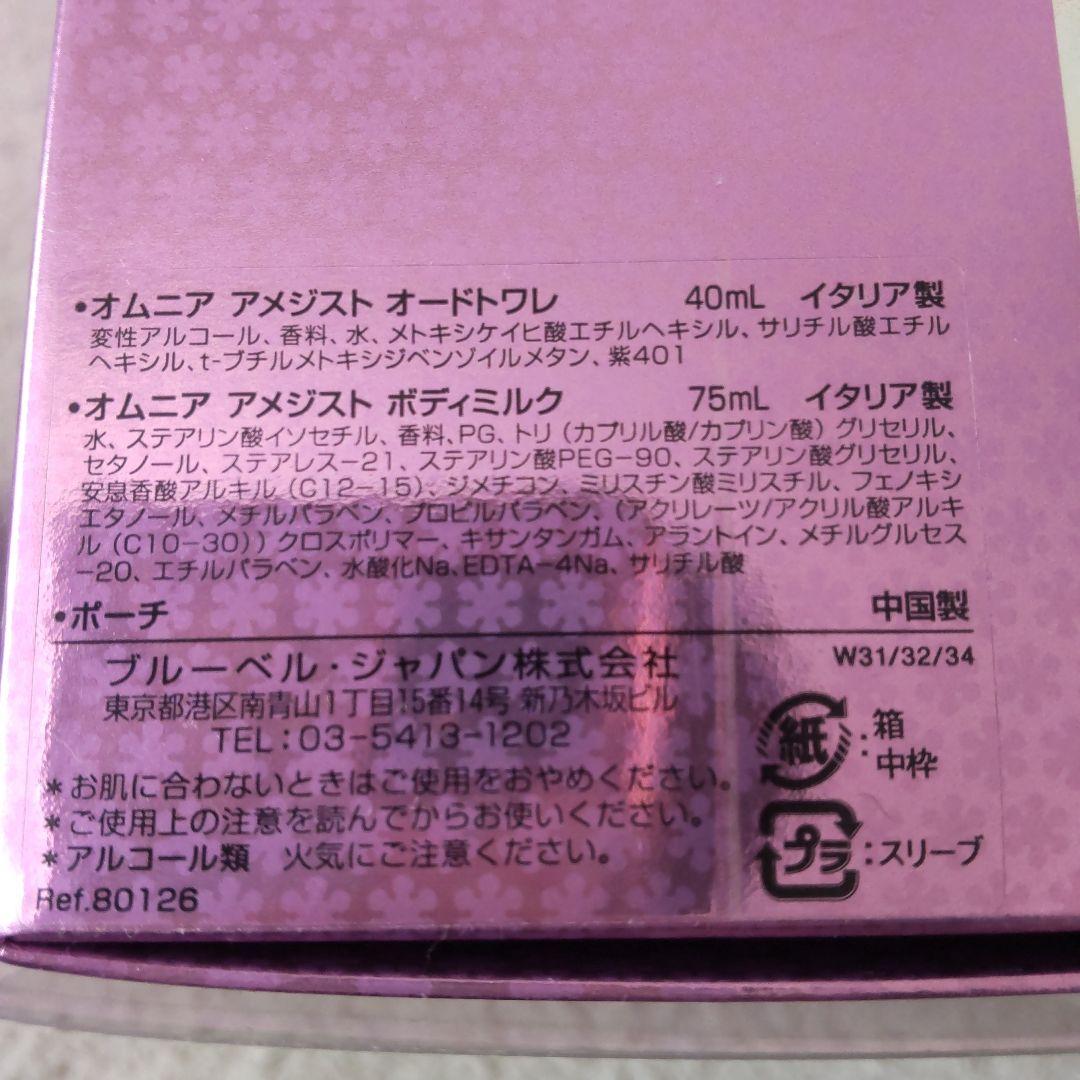 •オムニア アメジスト オードトワレ 40mL イタリア製
変性アルコール、香料、水、メトキシケイヒ酸エチルヘキシル、サリチル酸エチル
ヘキシル、t-ブチルメトキシジベンゾイルメタン、紫401
•オムニア アメジスト ボディミルク 75mL イタリア製
水、ステアリン酸イソセチル、香料、PG、トリ(カプリル酸/カプリン酸)グリセリル、
セタノール、ステアレス-21、ステアリン酸PEG-90、ステアリン酸グリセリル、
安息香酸アルキル(C12-15)、ジメチコン、ミリスチン酸ミリスチル、フェノキシ
エタノール、メチルパラベン、プロピルパラベン、(アクリレーツ/アクリル酸アルキ
ル(C10-30))クロスポリマー、キサンタンガム、アラントイン、メチルグルセス
-20、エチルパラベン、水酸化Na、EDTA-4Na、サリチル酸
•ポーチ 中国製
ブルーベル・ジャパン株式会社 W31/32/34
東京都港区南青山1丁目15番14号 新乃木坂ビル
TEL:03-5413-1202
紙:箱
:中枠
*お肌に合わないときはご使用をおやめください。
*ご使用上の注意を読んでからお使いください。
*アルコール類 火気にご注意ください。
プラ:スリーブ
Ref.80126